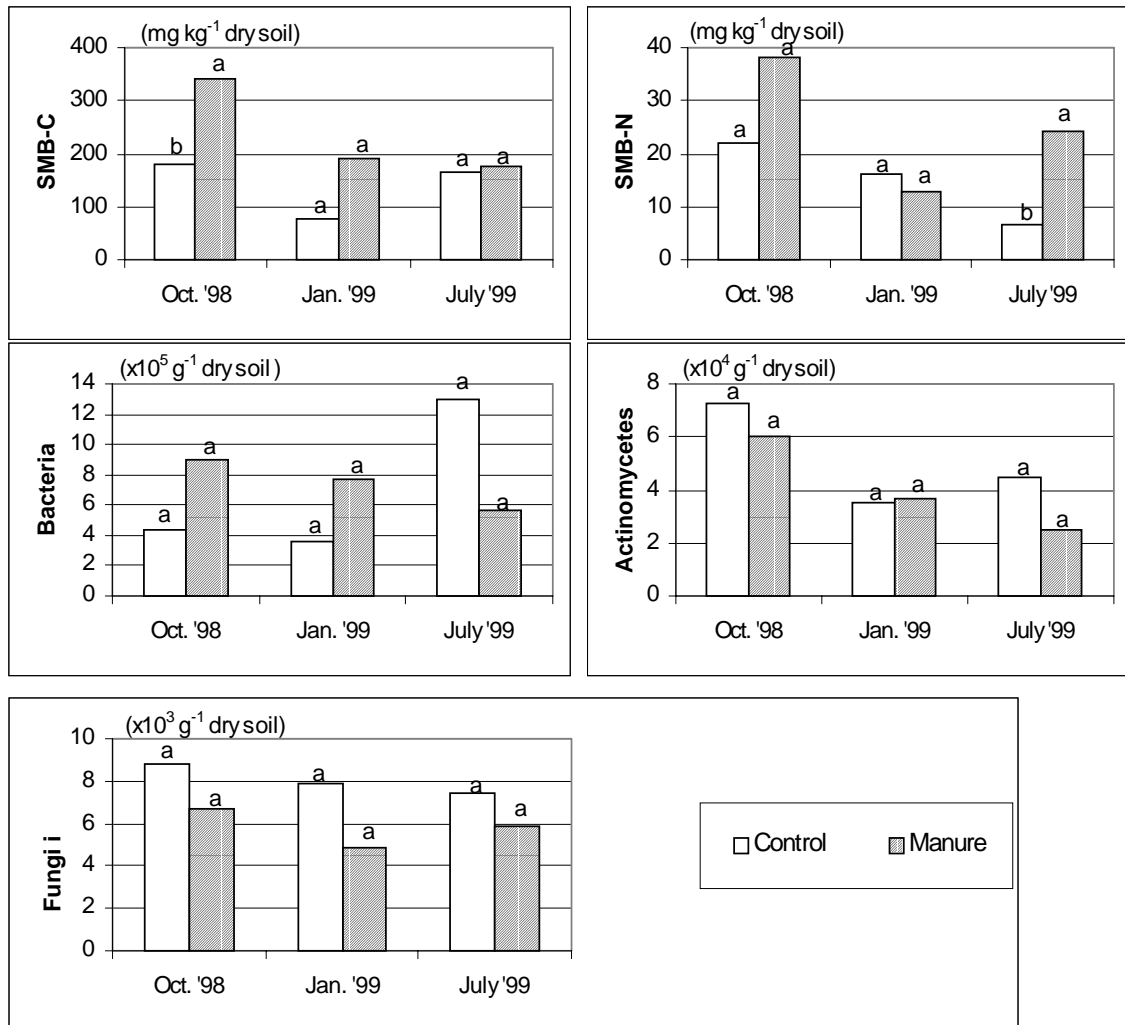 (mg kg⁻¹ dry soil)
SMB-C
400
300
200
100
0
b
a
a
a
a
a
Oct. '98
Jan. '99
July '99
(mg kg⁻¹ dry soil)
SMB-N
40
30
20
10
0
a
a
a
a
b
a
Oct. '98
Jan. '99
July '99
(x10⁵ g⁻¹ dry soil )
Bacteria
14
12
10
8
6
4
2
0
a
a
a
a
a
a
Oct. '98
Jan. '99
July '99
(x10⁴ g⁻¹ dry soil)
Actinomycetes
8
6
4
2
0
a
a
a
a
a
a
Oct. '98
Jan. '99
July '99
(x10³ g⁻¹ dry soil)
Fung i i
10
8
6
4
2
0
a
a
a
a
a
a
Oct. '98
Jan. '99
July '99
Control
Manure